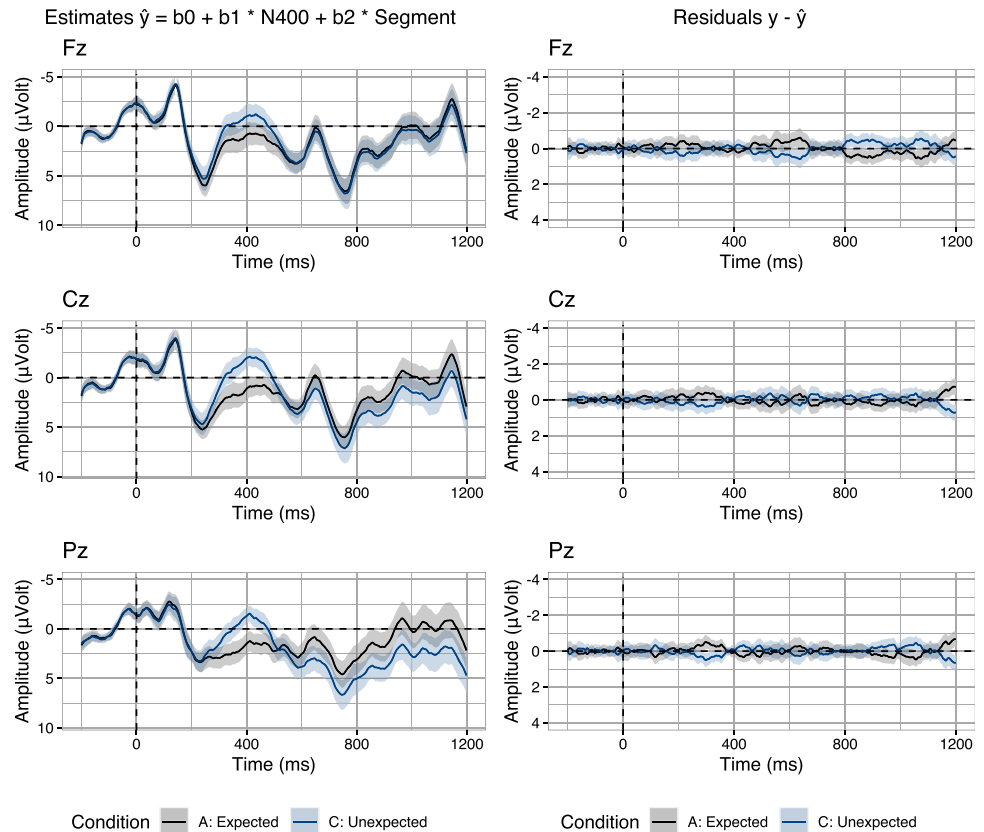 Estimates ŷ = b0 + b1 * N400 + b2 * Segment
Residuals y - ŷ
Fz
Amplitude (µVolt)
-5
0
5
10
0 400 800 1200
Time (ms)
Fz
Amplitude (µVolt)
-4
-2
0
2
4
0 400 800 1200
Time (ms)
Cz
Amplitude (µVolt)
-5
0
5
10
0 400 800 1200
Time (ms)
Cz
Amplitude (µVolt)
-4
-2
0
2
4
0 400 800 1200
Time (ms)
Pz
Amplitude (µVolt)
-5
0
5
10
0 400 800 1200
Time (ms)
Pz
Amplitude (µVolt)
-4
-2
0
2
4
0 400 800 1200
Time (ms)
Condition A: Expected C: Unexpected
Condition A: Expected C: Unexpected